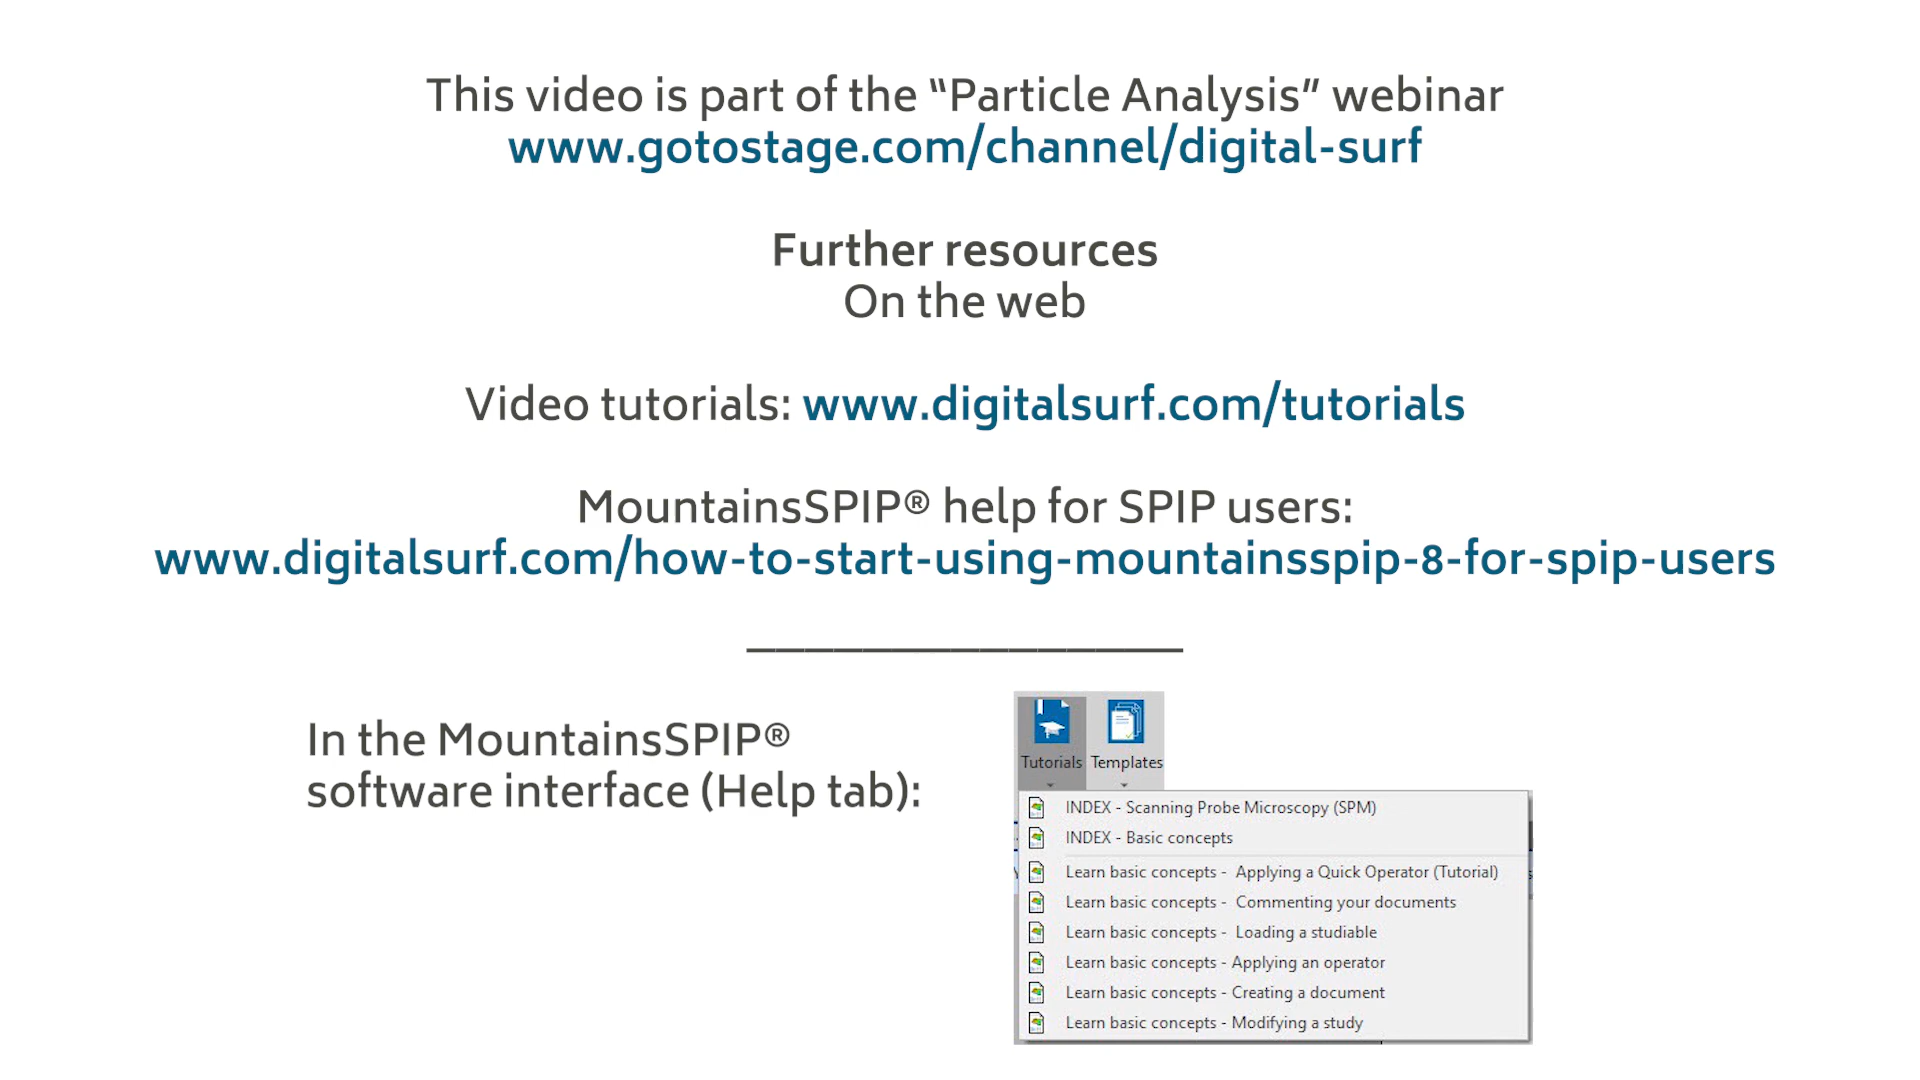 This video is part of the “Particle Analysis” webinar
www.gotostage.com/channel/digital-surf
Further resources
On the web
Video tutorials: www.digitalsurf.com/tutorials
MountainsSPIP® help for SPIP users:
www.digitalsurf.com/how-to-start-using-mountainsspip-8-for-spip-users
In the MountainsSPIP®
software interface (Help tab):
Tutorials Templates
INDEX - Scanning Probe Microscopy (SPM)
INDEX - Basic concepts
Learn basic concepts - Applying a Quick Operator (Tutorial)
Learn basic concepts - Commenting your documents
Learn basic concepts - Loading a studiable
Learn basic concepts - Applying an operator
Learn basic concepts - Creating a document
Learn basic concepts - Modifying a study